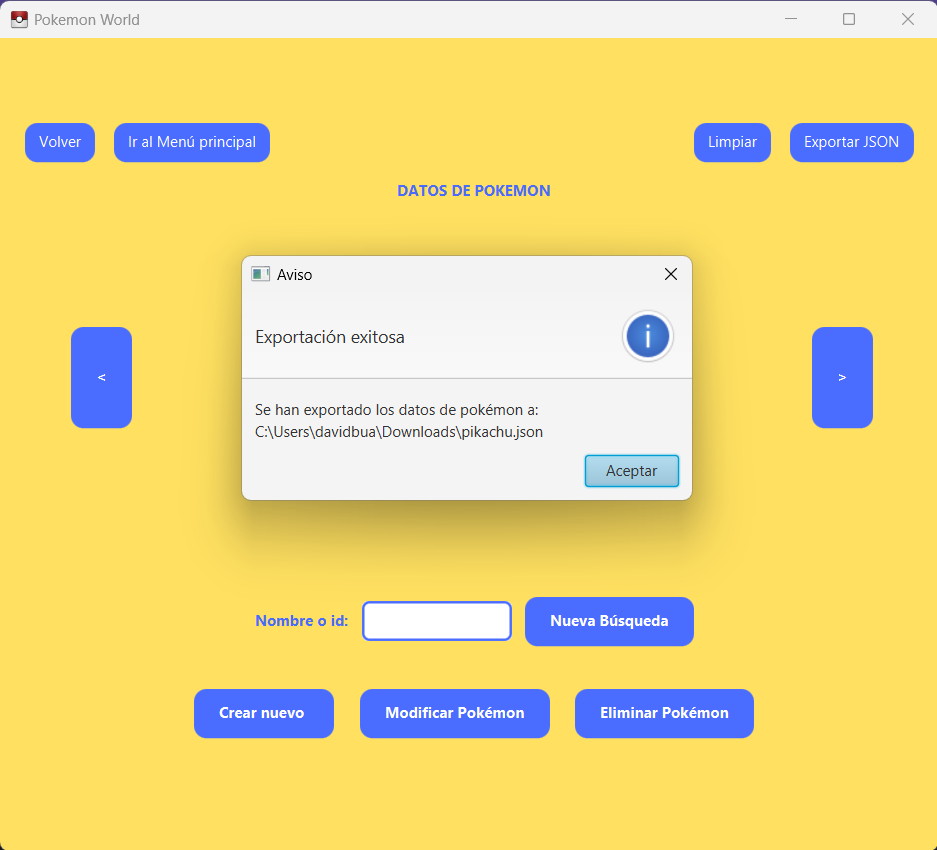 Pokemon World
Volver
Ir al Menú principal
Limpiar
Exportar JSON
DATOS DE POKEMON
Aviso
Exportación exitosa
i
<
>
Se han exportado los datos de pokémon a:
C:\Users\davidbua\Downloads\pikachu.json
Aceptar
Nombre o id:
Nueva Búsqueda
Crear nuevo
Modificar Pokémon
Eliminar Pokémon